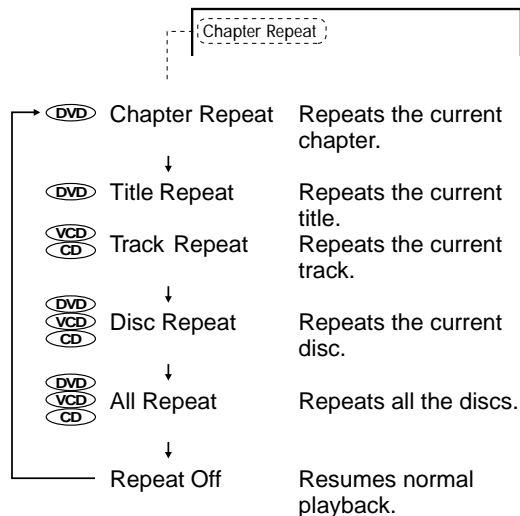 Chapter Repeat
DVD Chapter Repeat Repeats the current
chapter.
DVD Title Repeat Repeats the current
title.
VCD
CD Track Repeat Repeats the current
track.
DVD
VCD
CD Disc Repeat Repeats the current
disc.
DVD
VCD
CD All Repeat Repeats all the discs.
Repeat Off Resumes normal
playback.